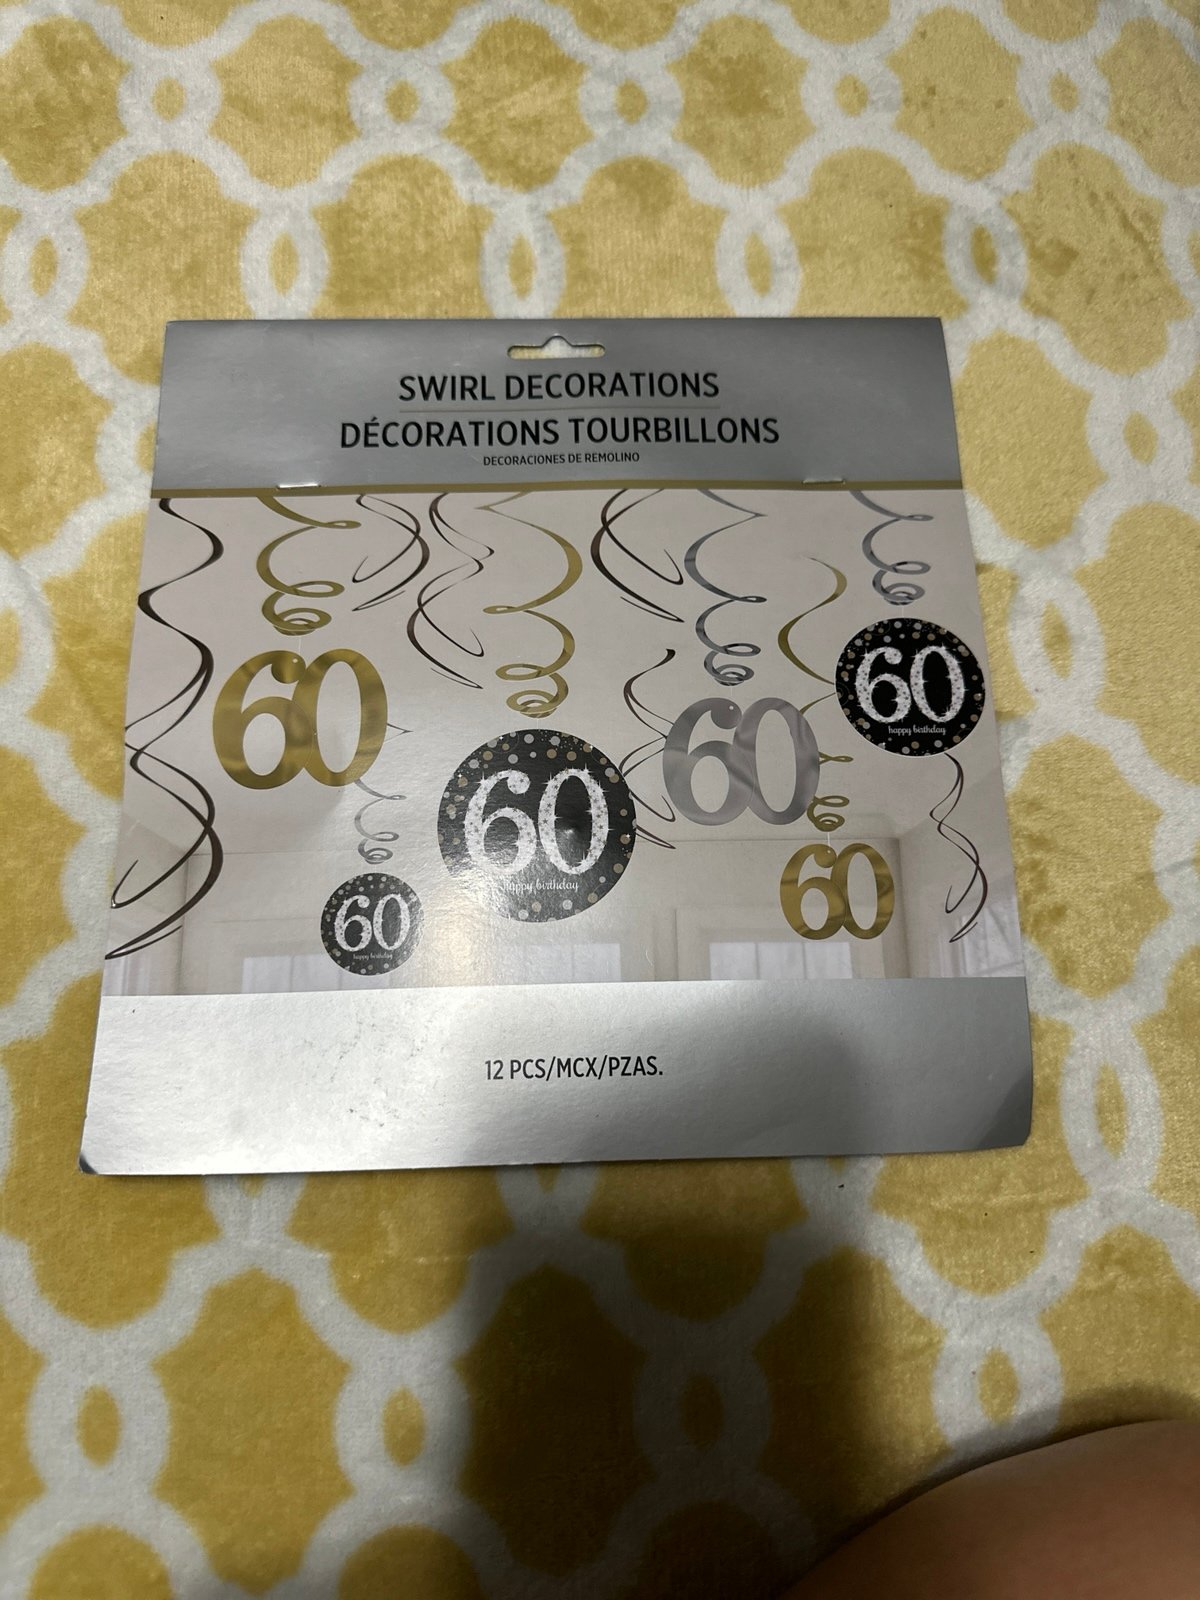 SWIRL DECORATIONS
DÉCORATIONS TOURBILLONS
DECORACIONES DE REMOLINO
60
happy birthday
60
60
60
happy birthday
60
60
happy birthday
12 PCS/MCX/PZAS.